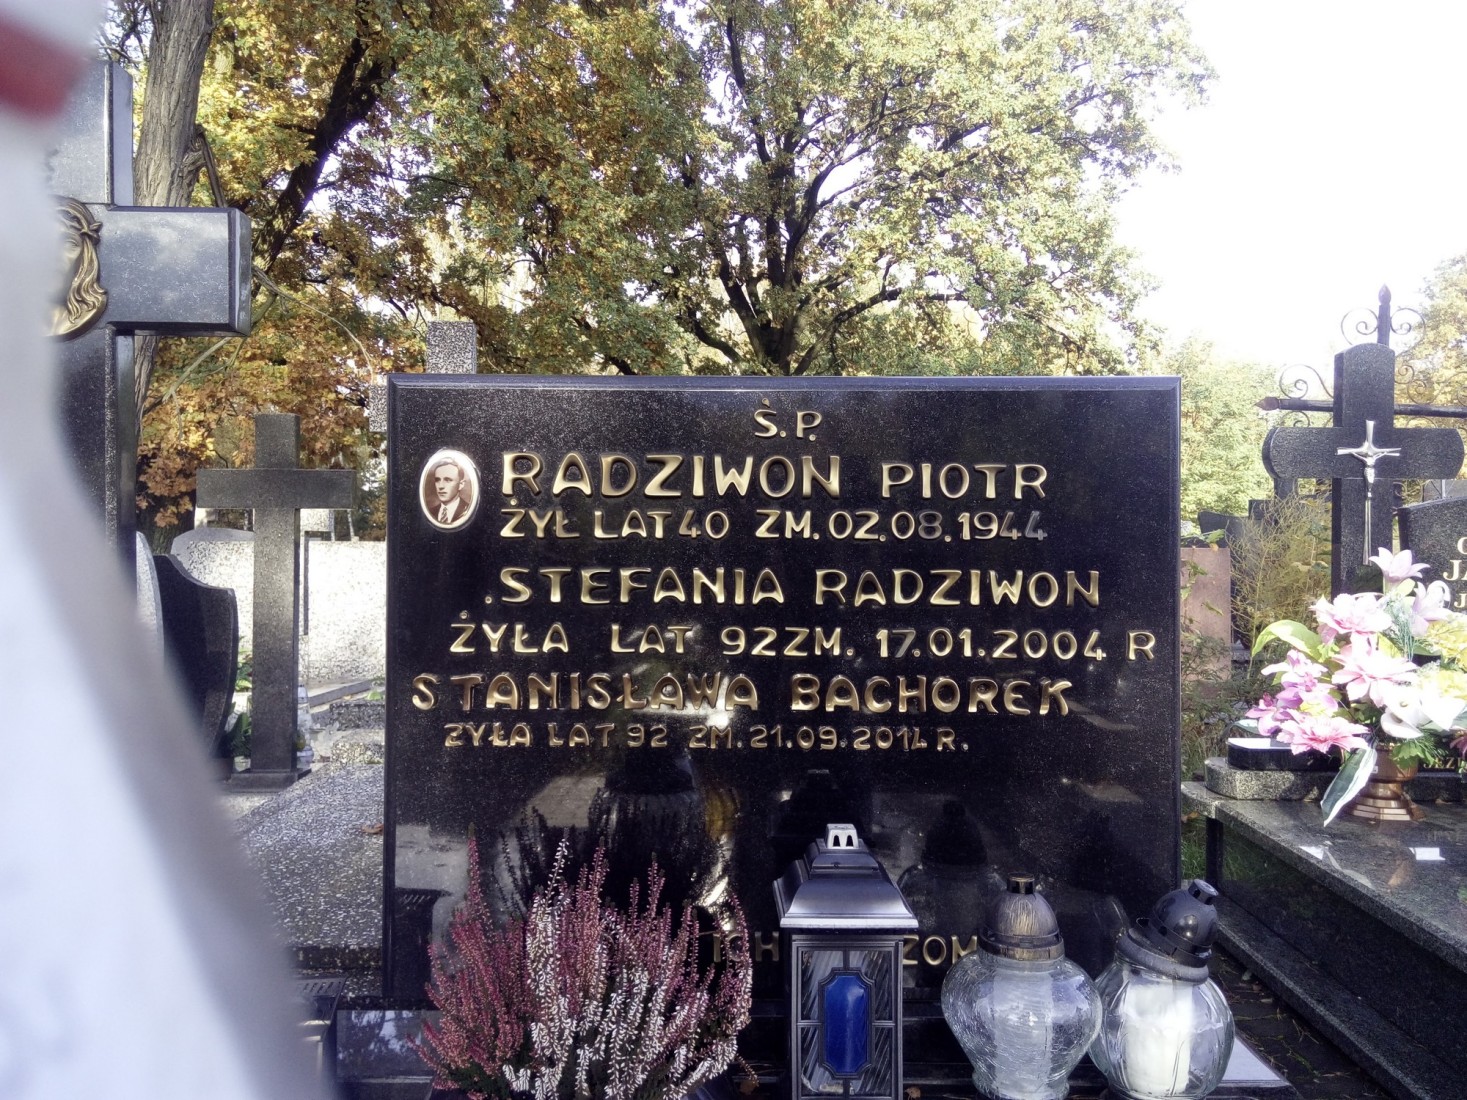 Ś.P.
RADZIWON PIOTR
ŻYŁ LAT 40 ZM. 02.08.1944
STEFANIA RADZIWON
ŻYŁA LAT 92 ZM. 17.01.2004 R
STANISŁAWA BACHOREK
ŻYŁA LAT 92 ZM. 21.09.2014 R.